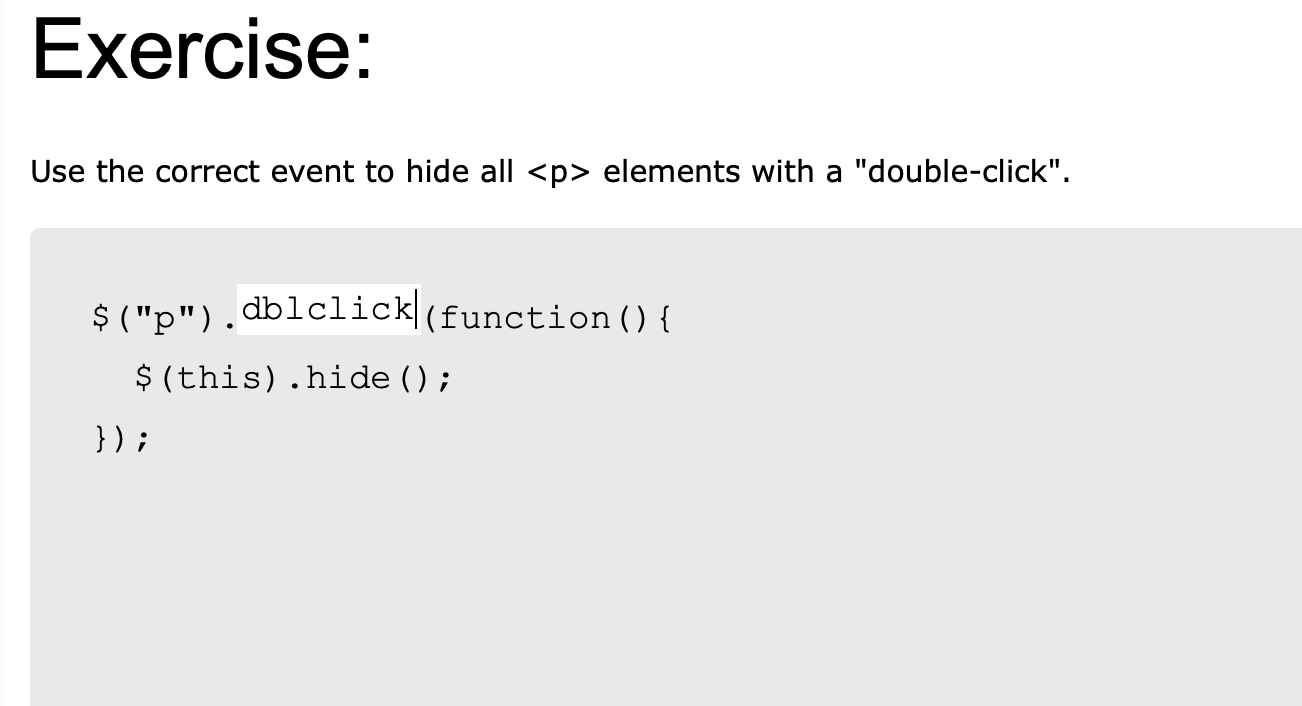 Exercise:
Use the correct event to hide all <p> elements with a "double-click".
$("p").dblclick(function(){
$(this).hide();
});